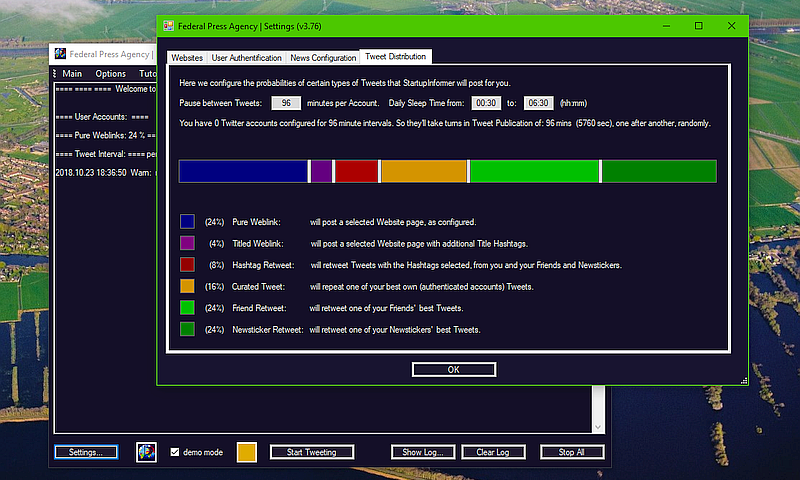 Federal Press Agency | Settings (v3.76)
Federal Press Agency |
Websites User Authentification News Configuration Tweet Distribution
Main Options Tuto
Here we configure the probabilities of certain types of Tweets that StartupInformer will post for you.
==== ==== ==== Welcome to
Pause between Tweets: 96 minutes per Account. Daily Sleep Time from: 00:30 to: 06:30 (hh:mm)
==== User Accounts: ====
You have 0 Twitter accounts configured for 96 minute intervals. So they'll take turns in Tweet Publication of: 96 mins (5760 sec), one after another, randomly.
==== Pure Weblinks: 24 % ==
==== Tweet Interval: ==== per
2018.10.23 18:36:50 Warn:
(24%) Pure Weblink: will post a selected Website page, as configured.
(4%) Titled Weblink: will post a selected Website page with additional Title Hashtags.
(8%) Hashtag Retweet: will retweet Tweets with the Hashtags selected, from you and your Friends and Newstickers.
(16%) Curated Tweet: will repeat one of your best own (authenticated accounts) Tweets.
(24%) Friend Retweet: will retweet one of your Friends' best Tweets.
(24%) Newsticker Retweet: will retweet one of your Newstickers' best Tweets.
OK
Settings... demo mode Start Tweeting Show Log... Clear Log Stop All